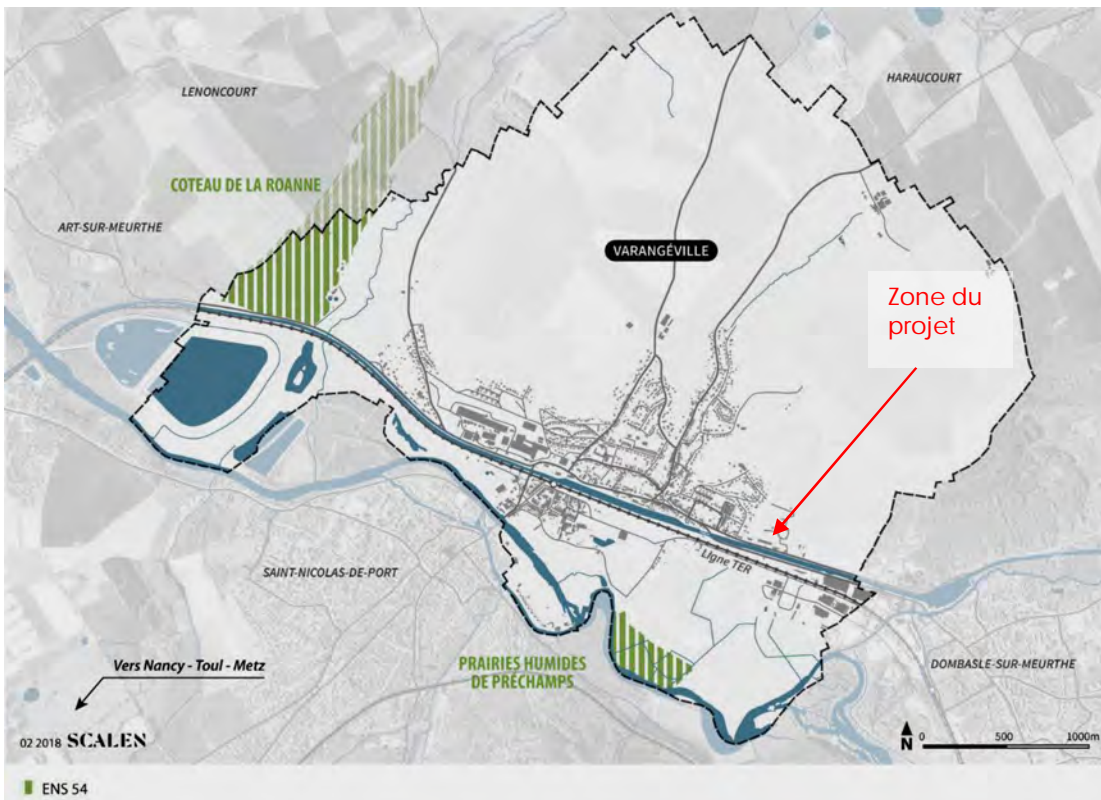 LENONCOURT
HARAUCOURT
COTEAU DE LA ROANNE
ART-SUR-MEURTHE
VARANGÉVILLE
Zone du
projet
SAINT-NICOLAS-DE-PORT
Ligne TER
PRAIRIES HUMIDES
DE PRÉCHAMPS
DOMBASLE-SUR-MEURTHE
Vers Nancy - Toul - Metz
02 2018 SCALEN
N
0 500 1000m
ENS 54